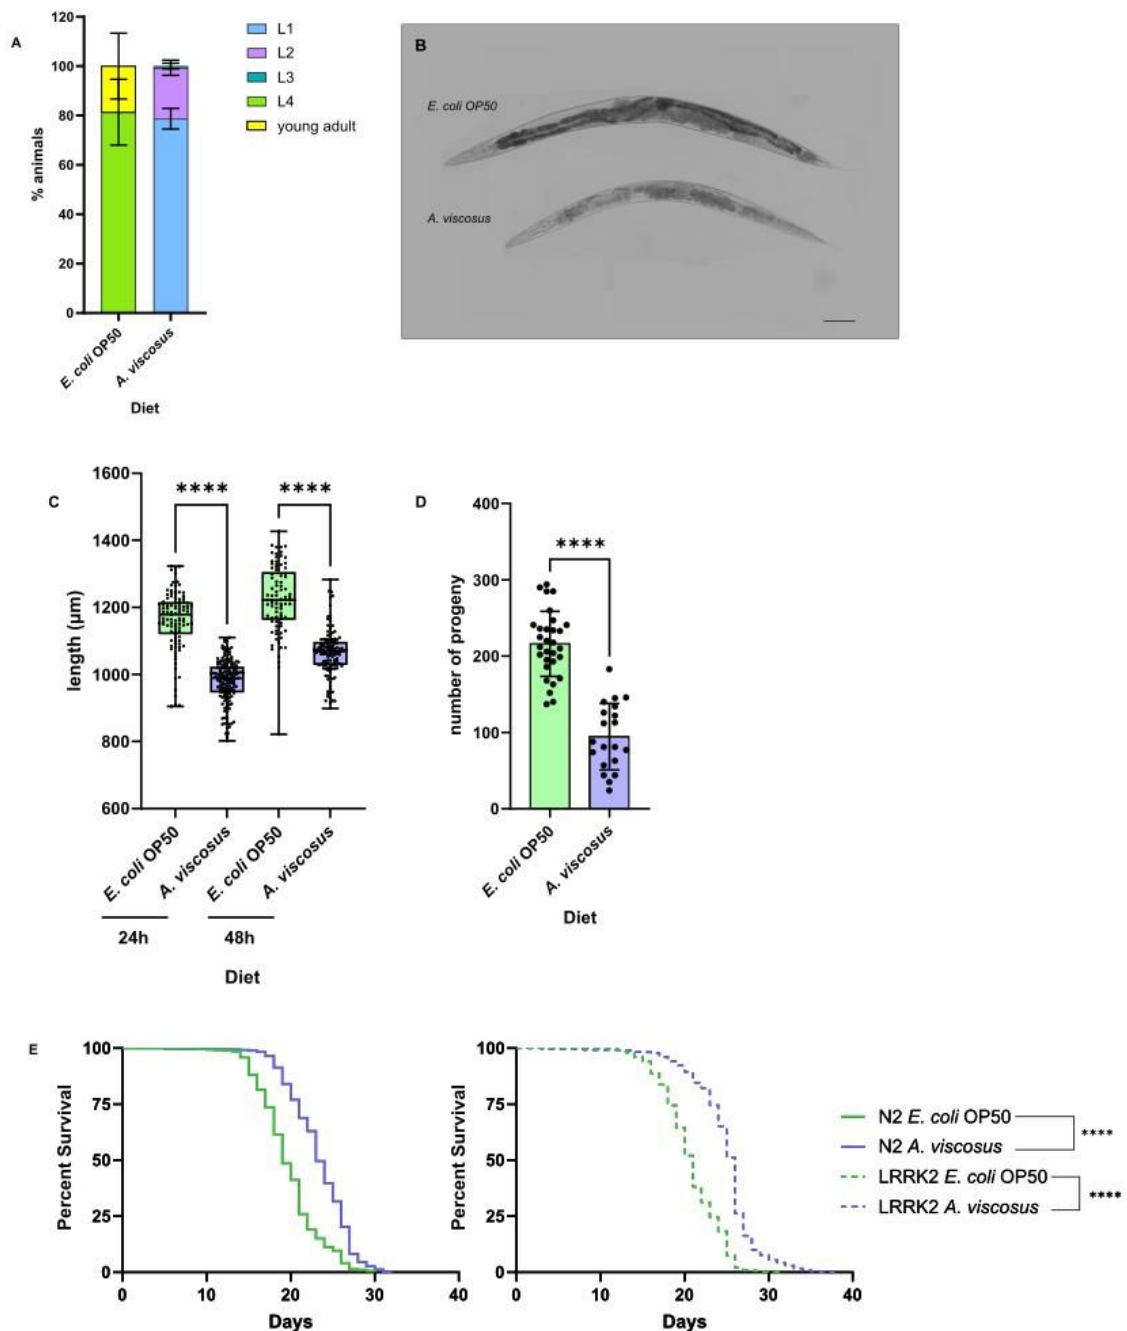 A
120
100
80
60
40
20
0
% animals
E. coli OP50
A. viscosus
Diet
L1
L2
L3
L4
young adult
B
E. coli OP50
A. viscosus
C
1600
1400
1200
1000
800
600
length (µm)
****
****
E. coli OP50
A. viscosus
E. coli OP50
A. viscosus
24h
48h
Diet
D
400
300
200
100
0
number of progeny
****
E. coli OP50
A. viscosus
Diet
E
100
75
50
25
0
Percent Survival
0 10 20 30 40
Days
100
75
50
25
0
Percent Survival
0 10 20 30 40
Days
N2 E. coli OP50
N2 A. viscosus
****
LRRK2 E. coli OP50
LRRK2 A. viscosus
****